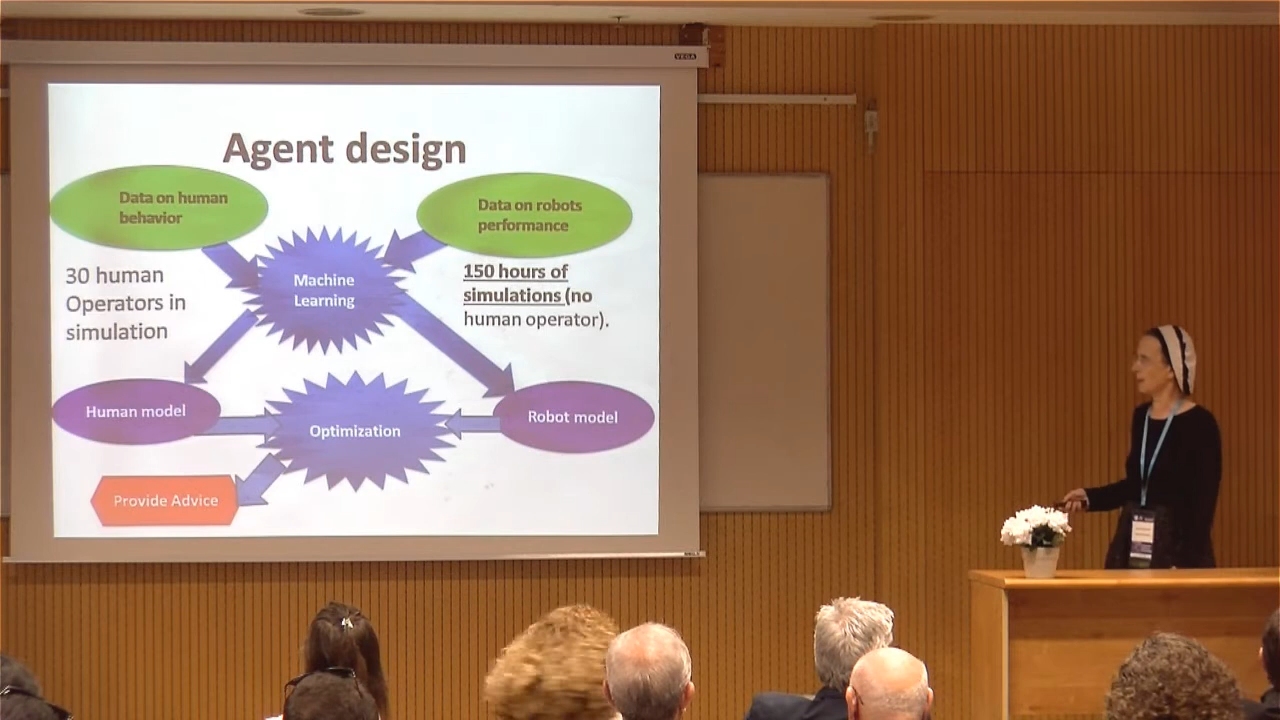 VEGA
Agent design
Data on human
behavior
Data on robots
performance
30 human
Operators in
simulation
Machine
Learning
150 hours of
simulations (no
human operator).
Human model
Optimization
Robot model
Provide Advice